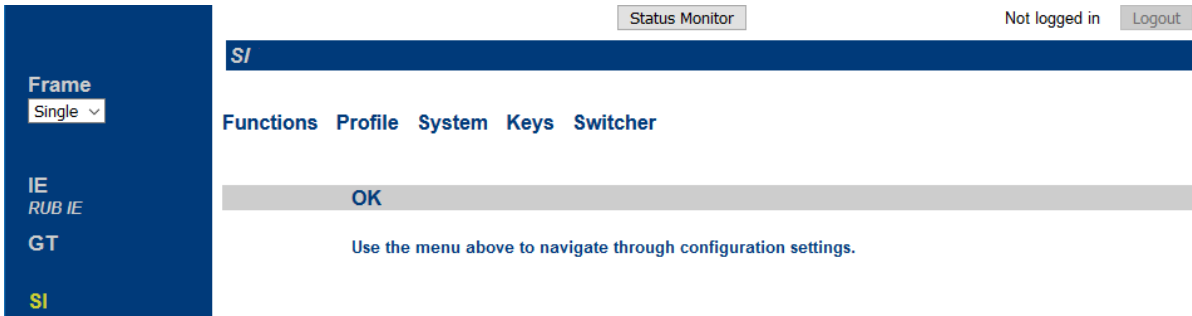 Status Monitor Not logged in Logout
SI
Frame
Single
Functions Profile System Keys Switcher
IE
RUB IE
OK
GT
Use the menu above to navigate through configuration settings.
SI